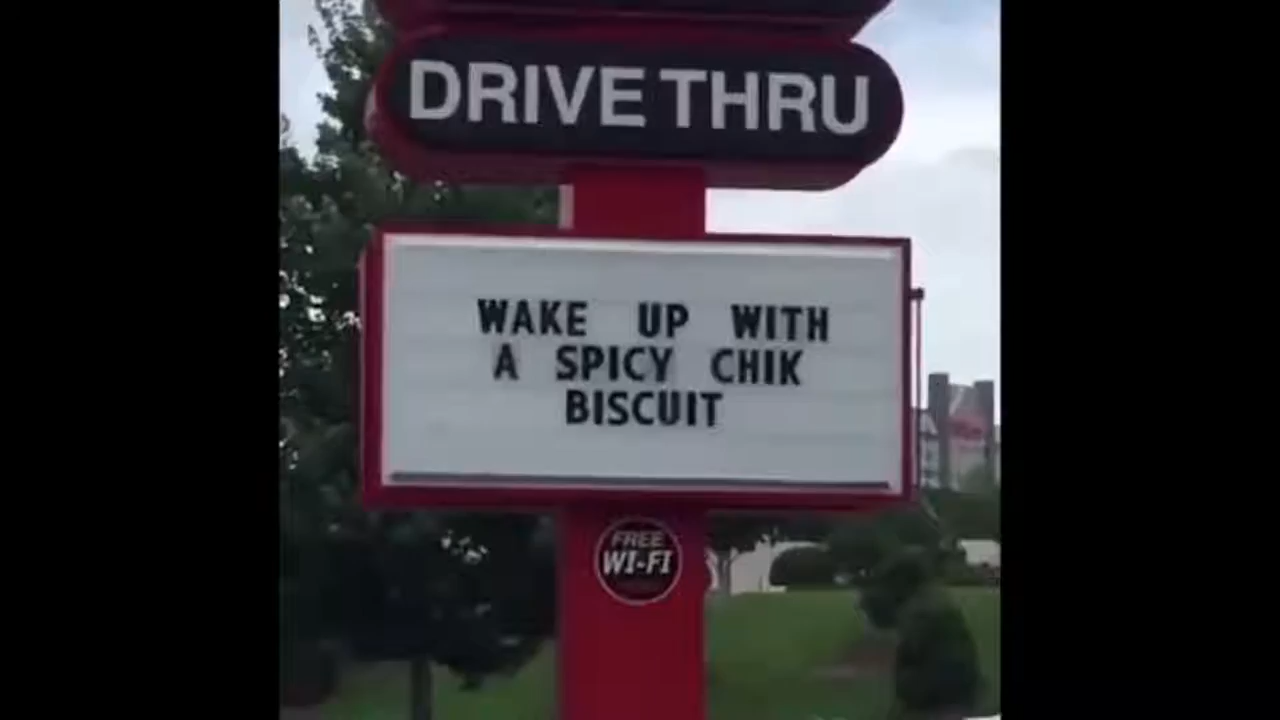 DRIVE THRU
WAKE UP WITH
A SPICY CHIK
BISCUIT
FREE
WI-FI